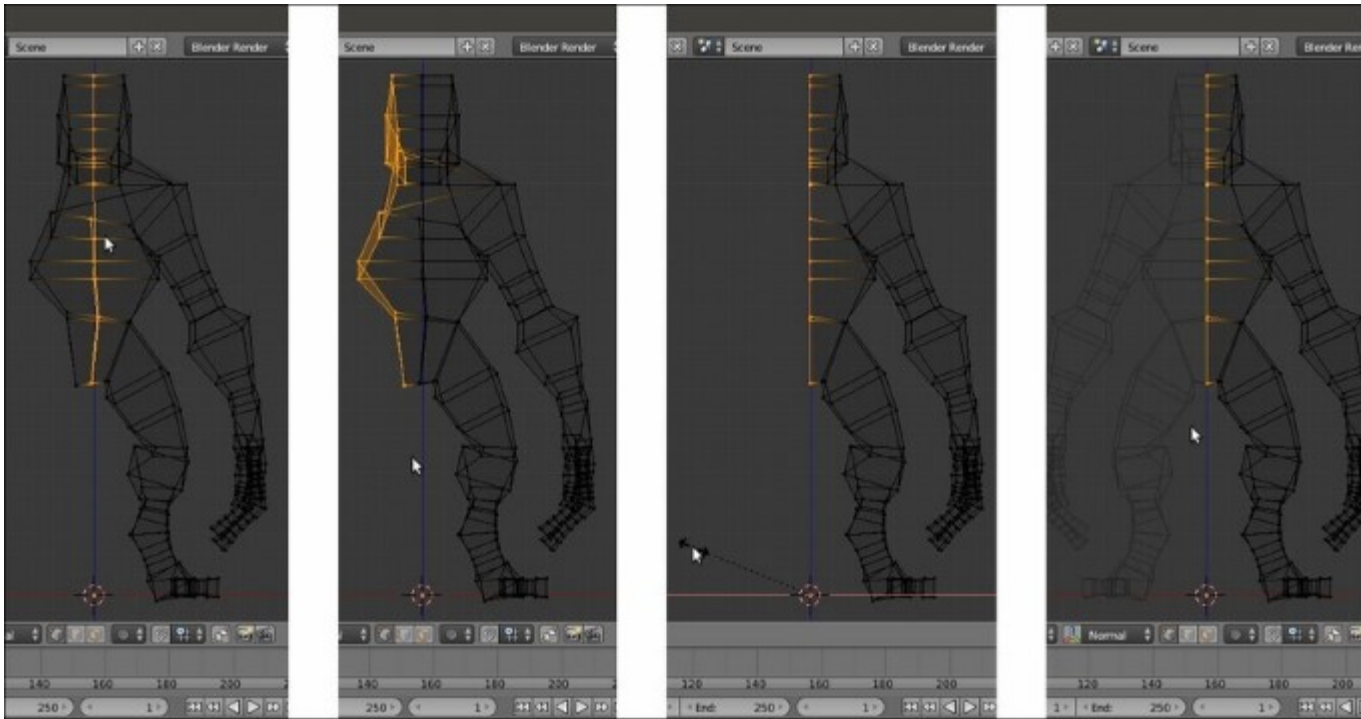 Scene Blender Render
Scene Blender Render
Scene Blender Render
Scene Blender Re
Normal
140 160 180 200
140 160 180 200
120 140 160 180 200
120 140 160 180 200
250 1
250 1
End: 250 1
1 End: 250 1